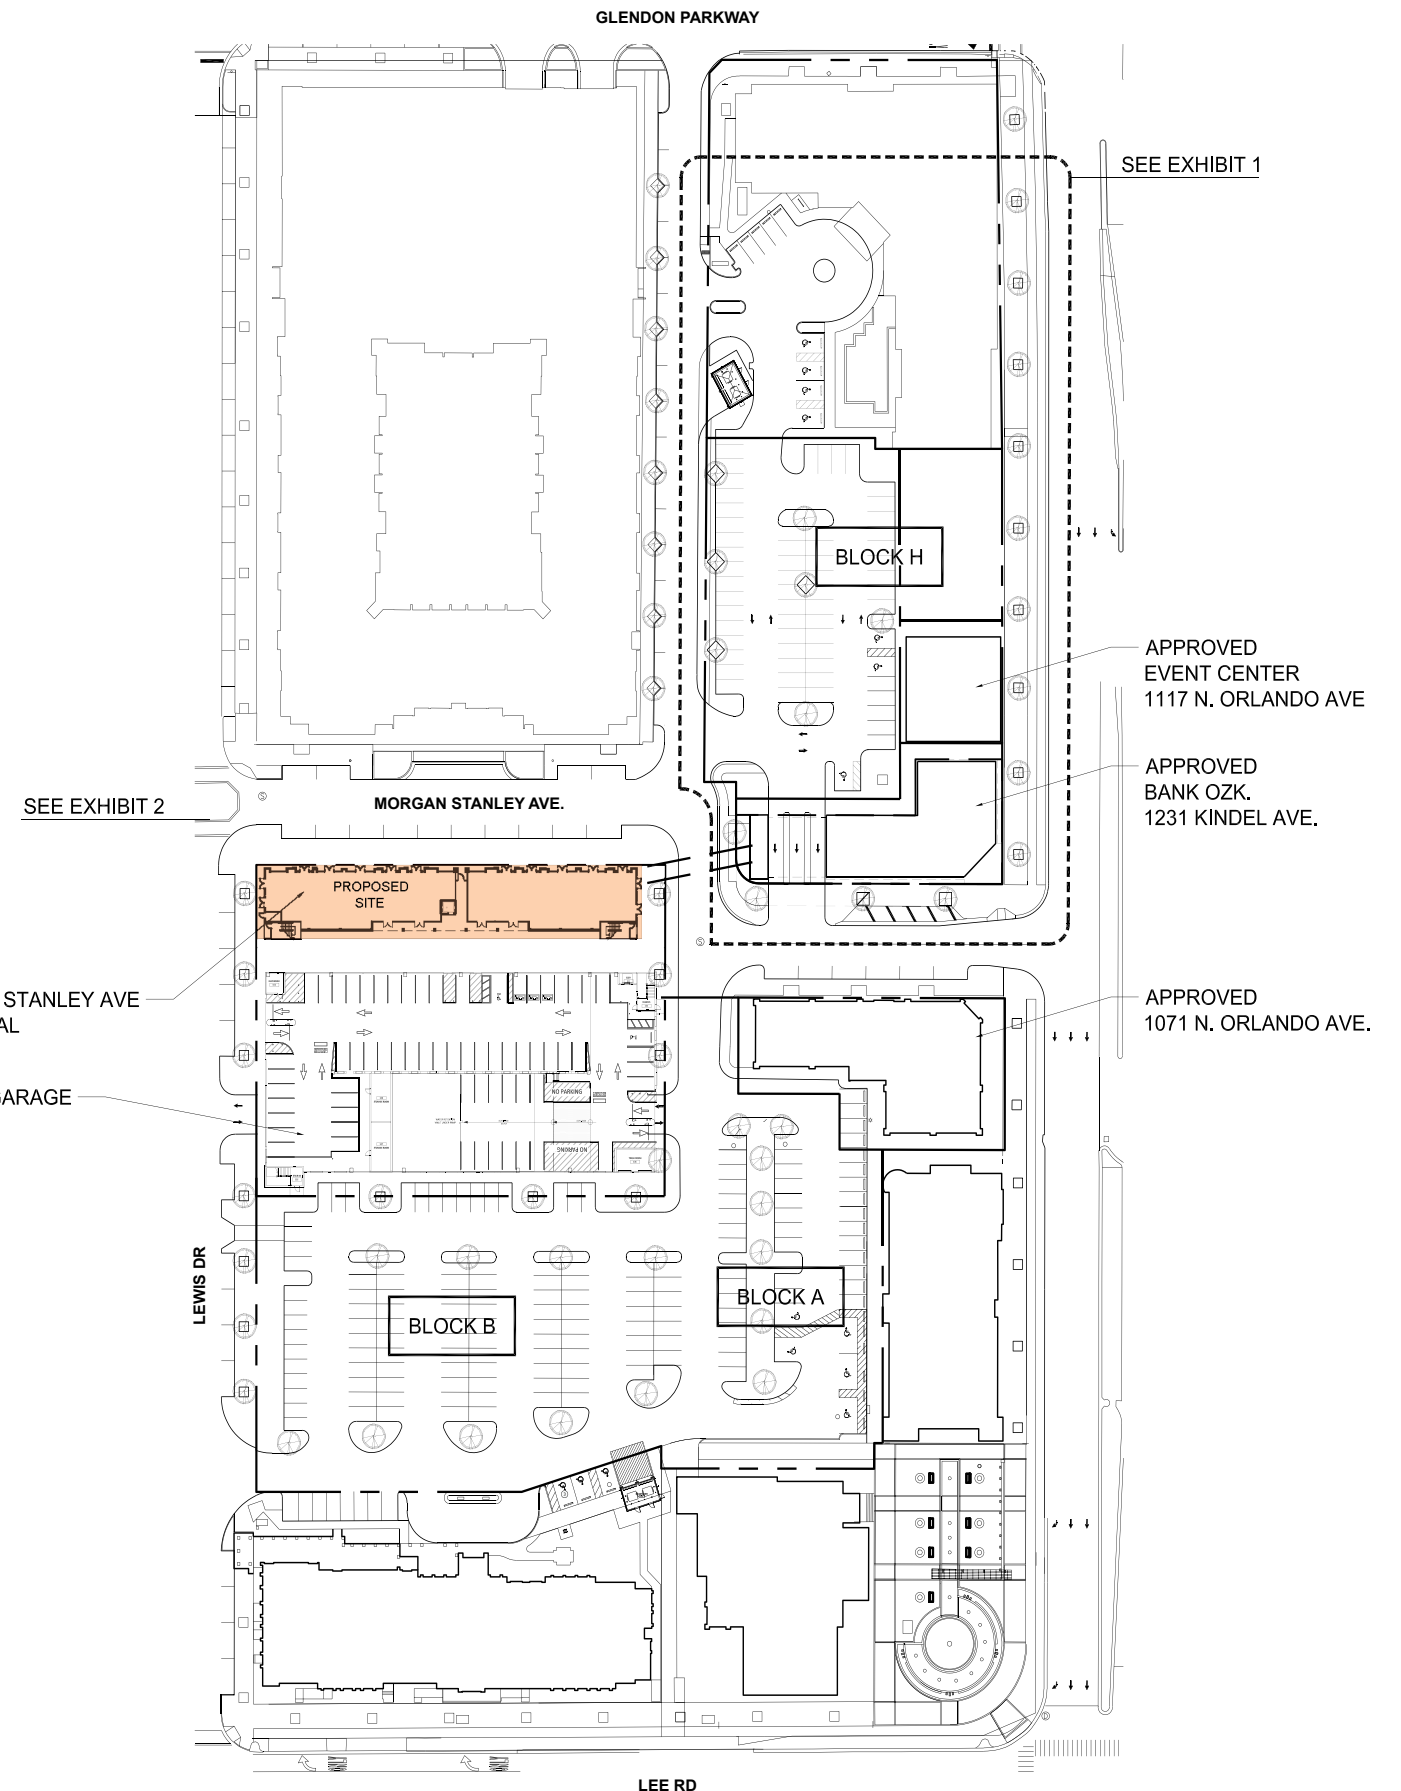 GLENDON PARKWAY
SEE EXHIBIT 1
BLOCK H
APPROVED
EVENT CENTER
1117 N. ORLANDO AVE
APPROVED
BANK OZK.
1231 KINDEL AVE.
SEE EXHIBIT 2
MORGAN STANLEY AVE.
PROPOSED
SITE
STANLEY AVE
AL
GARAGE
APPROVED
1071 N. ORLANDO AVE.
NO PARKING
NO PARKING
LEWIS DR
BLOCK B
BLOCK A
LEE RD